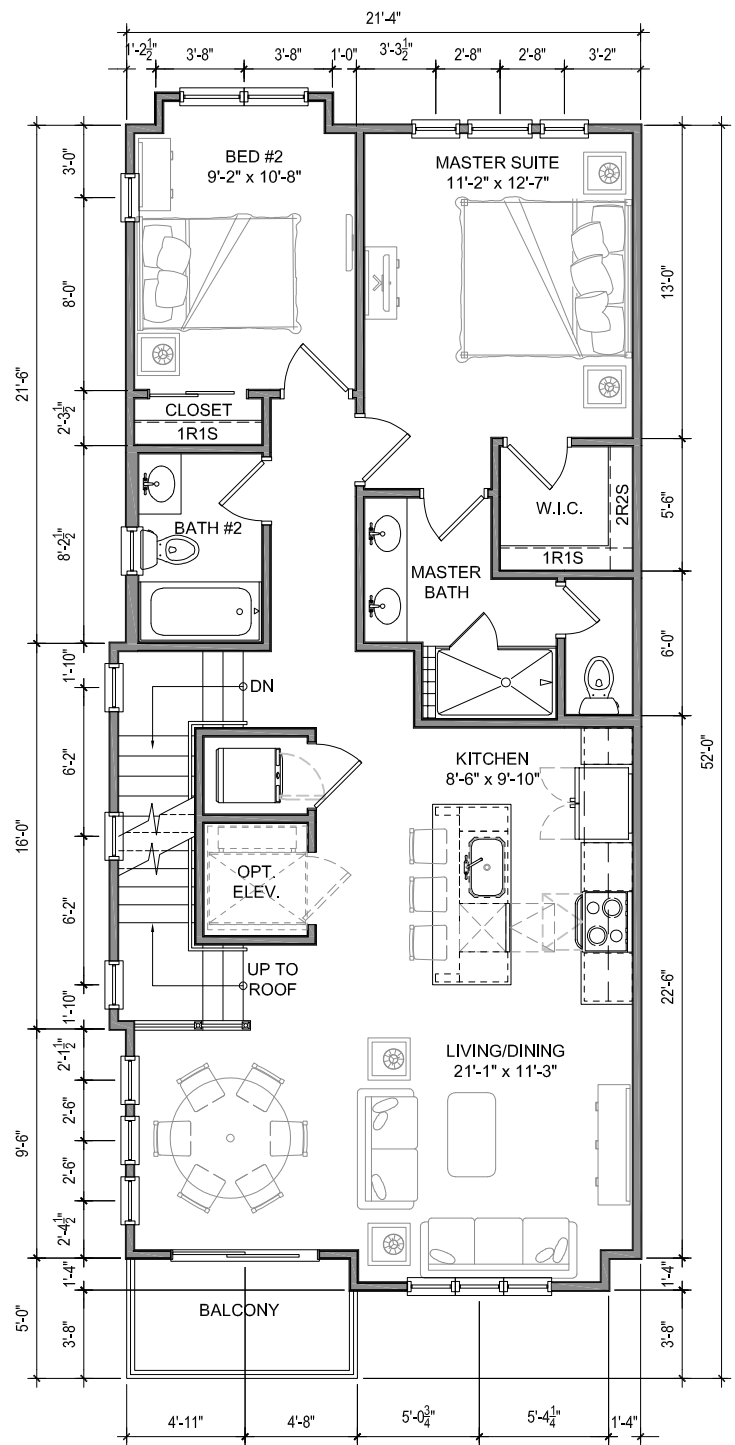 21'-4"
1'-2½" 3'-8" 3'-8" 1'-0" 3'-3½" 2'-8" 2'-8" 3'-2"
BED #2
9'-2" x 10'-8"
MASTER SUITE
11'-2" x 12'-7"
3'-0"
8'-0"
21'-6"
13'-0"
2'-3½"
CLOSET
1R1S
8'-2½"
BATH #2
W.I.C.
2R2S
1R1S
5'-6"
MASTER
BATH
6'-0"
1'-10"
DN
6'-2"
16'-0"
6'-2"
1'-10"
KITCHEN
8'-6" x 9'-10"
52'-0"
OPT.
ELEV.
UP TO
ROOF
22'-6"
2'-1½"
2'-6"
9'-6"
2'-6"
2'-4½"
LIVING/DINING
21'-1" x 11'-3"
1'-4"
5'-0"
3'-8"
BALCONY
1'-4"
3'-8"
4'-11" 4'-8" 5'-0¾" 5'-4¼" 1'-4"